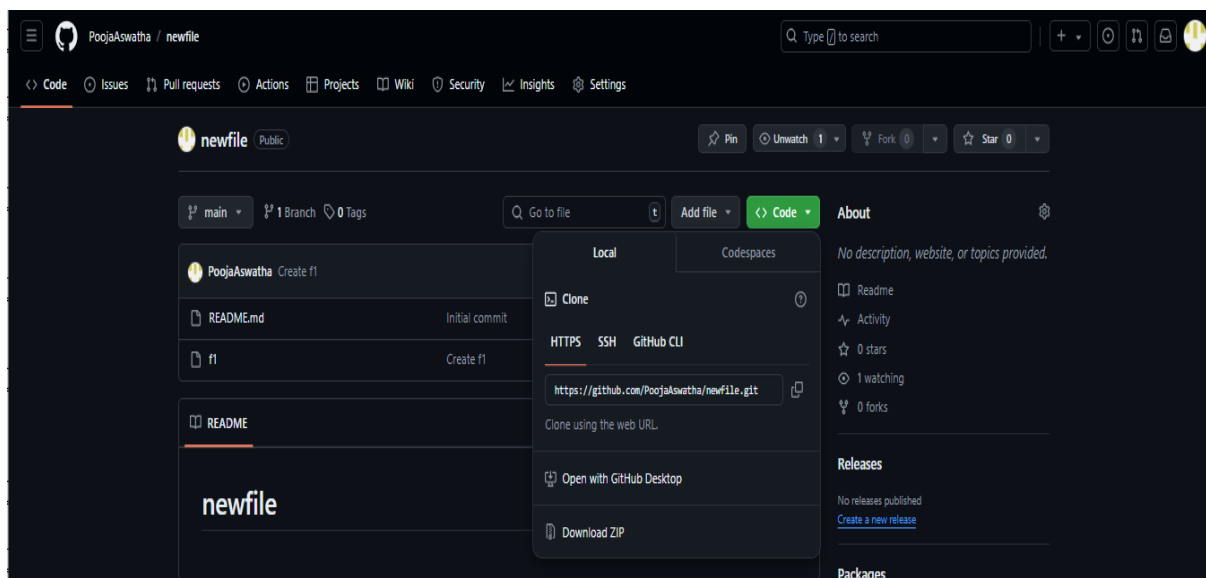 PoojaAswatha / newfile
Type / to search
Code Issues Pull requests Actions Projects Wiki Security Insights Settings
newfile Public
Pin Unwatch 1 Fork 0 Star 0
main 1 Branch 0 Tags Go to file t Add file Code
About
Local Codespaces
No description, website, or topics provided.
PoojaAswatha Create f1
Clone
Readme
README.md Initial commit
Activity
HTTPS SSH GitHub CLI
0 stars
f1 Create f1
1 watching
https://github.com/PoojaAswatha/newfile.git
0 forks
README
Clone using the web URL.
Releases
Open with GitHub Desktop
newfile
No releases published
Create a new release
Download ZIP
Packages